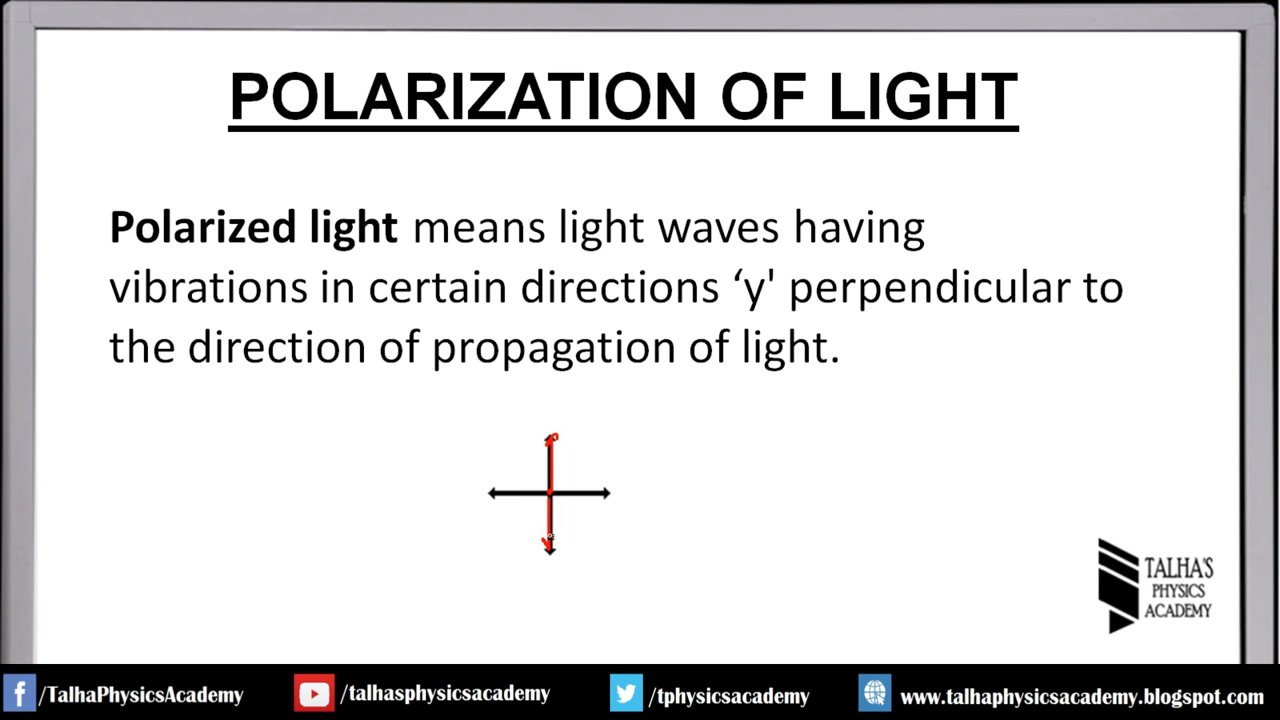 POLARIZATION OF LIGHT
Polarized light means light waves having
vibrations in certain directions ‘y' perpendicular to
the direction of propagation of light.
TALHA'S
PHYSICS
ACADEMY
/TalhaPhysicsAcademy
/talhasphysicsacademy
/tphysicsacademy
www.talhaphysicsacademy.blogspot.com